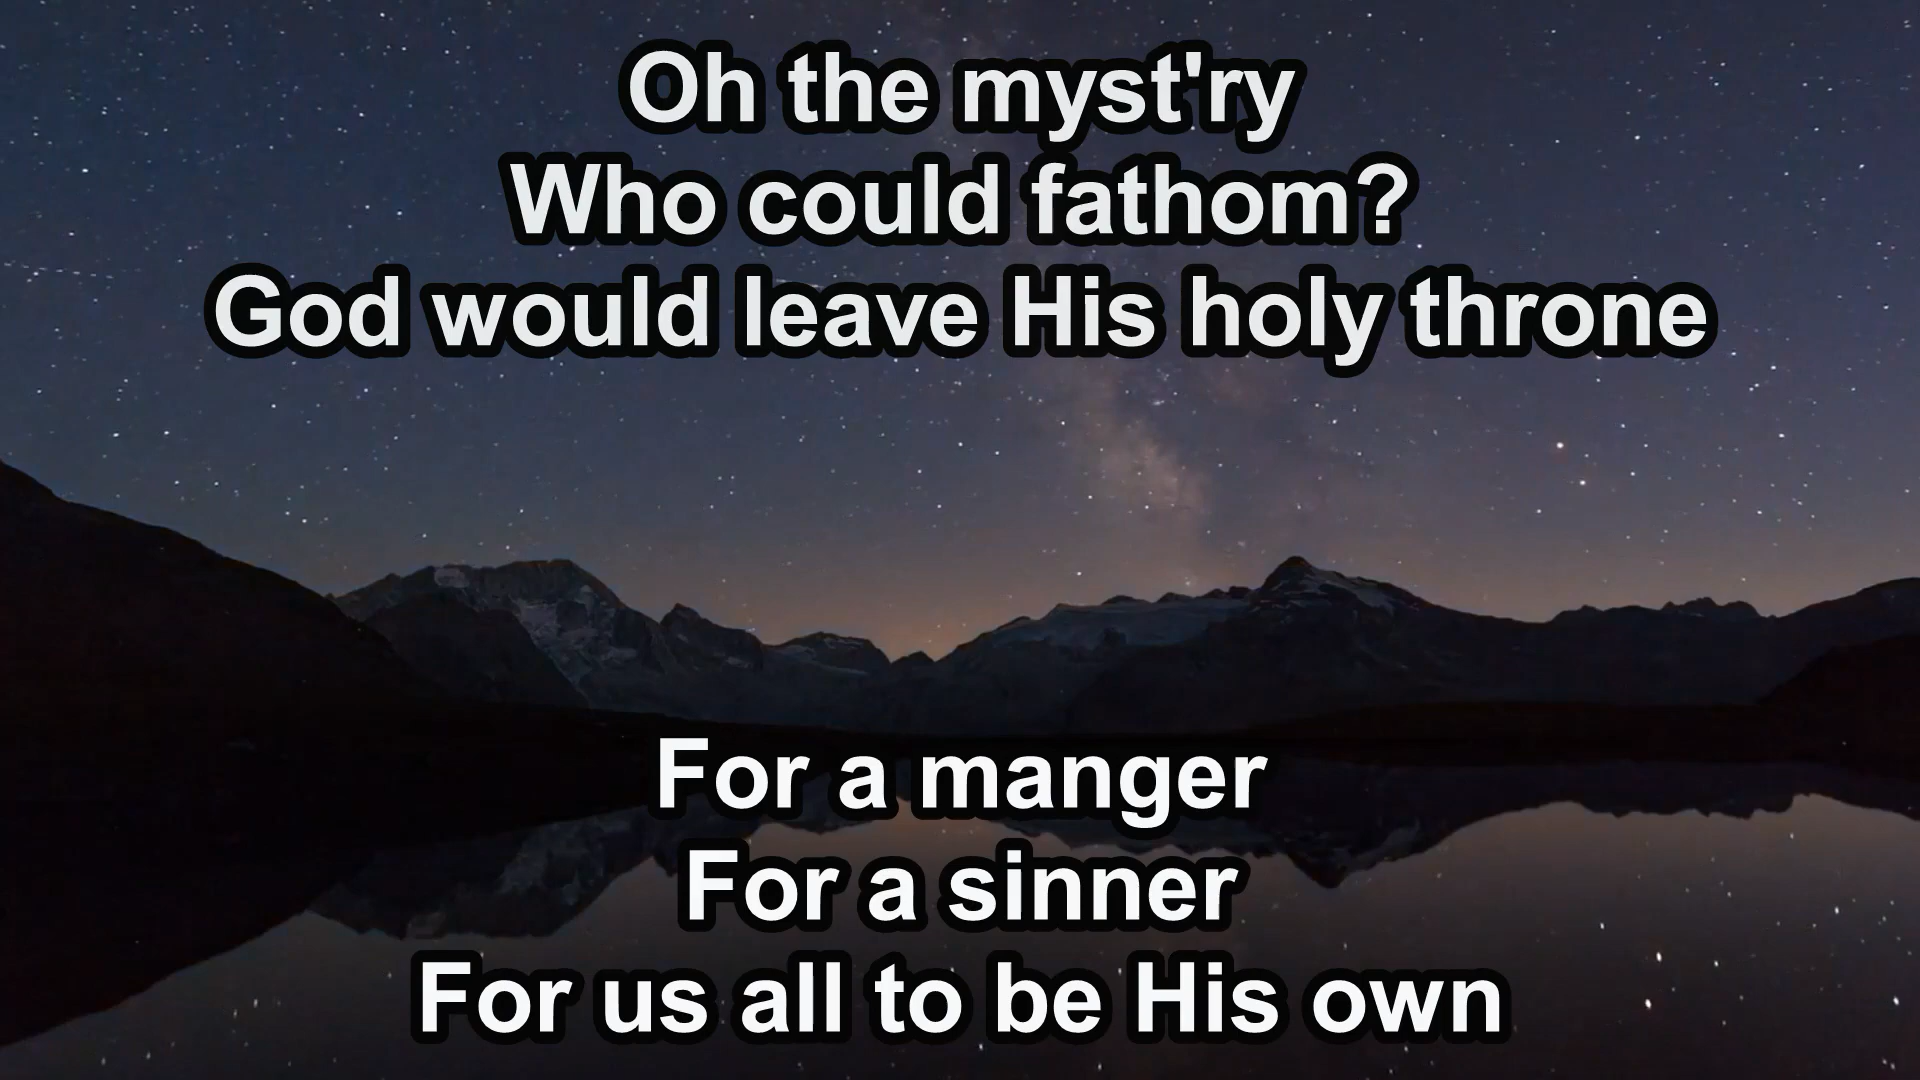 Oh the myst'ry
Who could fathom?
God would leave His holy throne
For a manger
For a sinner
For us all to be His own